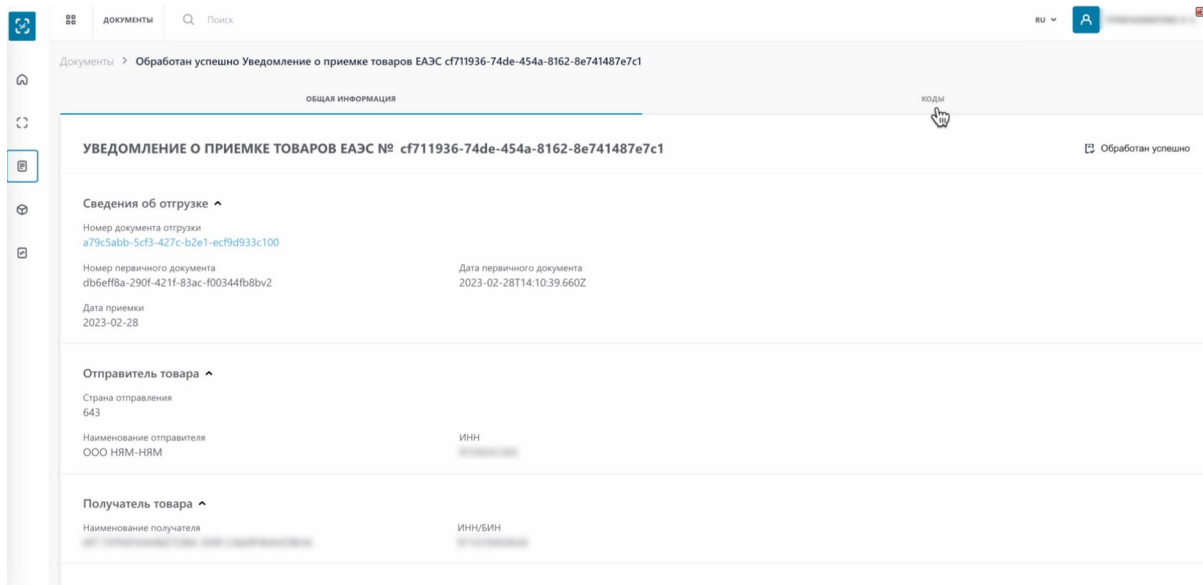 ДОКУМЕНТЫ
Поиск
RU
Документы > Обработан успешно Уведомление о приемке товаров ЕАЭС cf711936-74de-454a-8162-8e741487e7c1
ОБЩАЯ ИНФОРМАЦИЯ
КОДЫ
УВЕДОМЛЕНИЕ О ПРИЕМКЕ ТОВАРОВ ЕАЭС № cf711936-74de-454a-8162-8e741487e7c1
Обработан успешно
Сведения об отгрузке
Номер документа отгрузки
a79c5abb-5cf3-427c-b2e1-ecf9d933c100
Номер первичного документа
Дата первичного документа
db6eff8a-290f-421f-83ac-f00344fb8bv2
2023-02-28T14:10:39.660Z
Дата приемки
2023-02-28
Отправитель товара
Страна отправления
643
Наименование отправителя
ИНН
ООО НЯМ-НЯМ
Получатель товара
Наименование получателя
ИНН/БИН